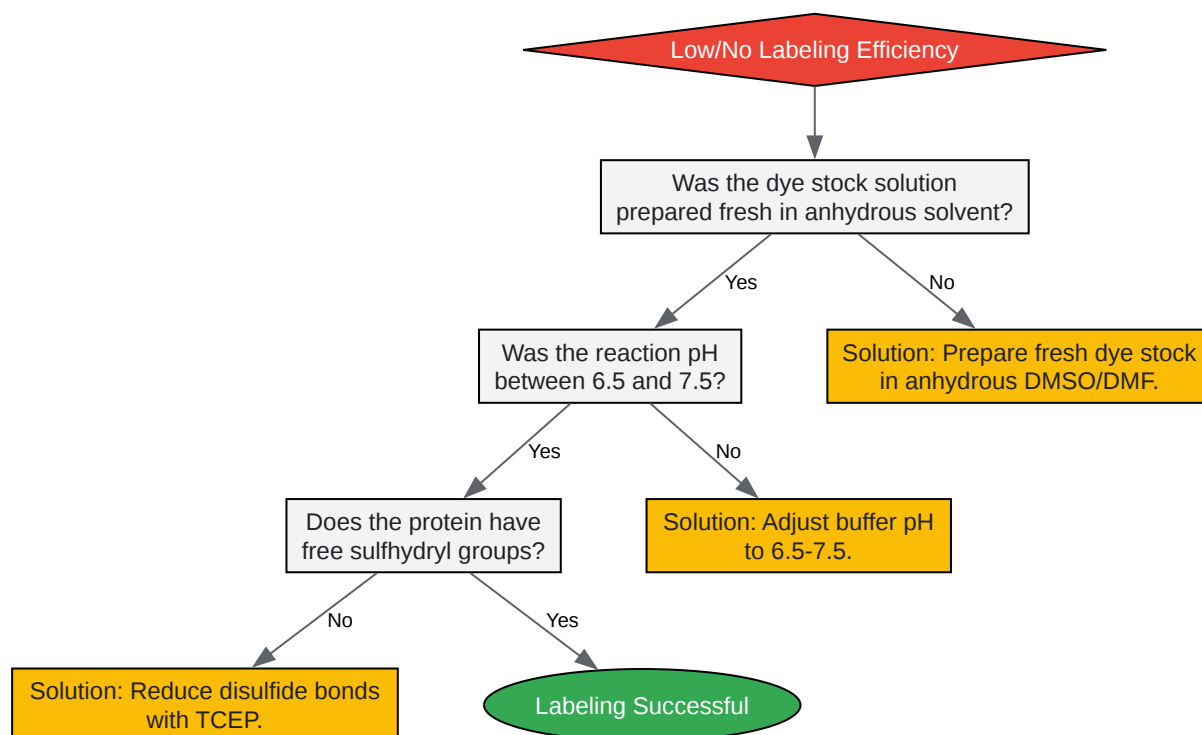 Low/No Labeling Efficiency
Was the dye stock solution
prepared fresh in anhydrous solvent?
Yes
No
Was the reaction pH
between 6.5 and 7.5?
Solution: Prepare fresh dye stock
in anhydrous DMSO/DMF.
Yes
No
Does the protein have
free sulfhydryl groups?
Solution: Adjust buffer pH
to 6.5-7.5.
No
Yes
Solution: Reduce disulfide bonds
with TCEP.
Labeling Successful